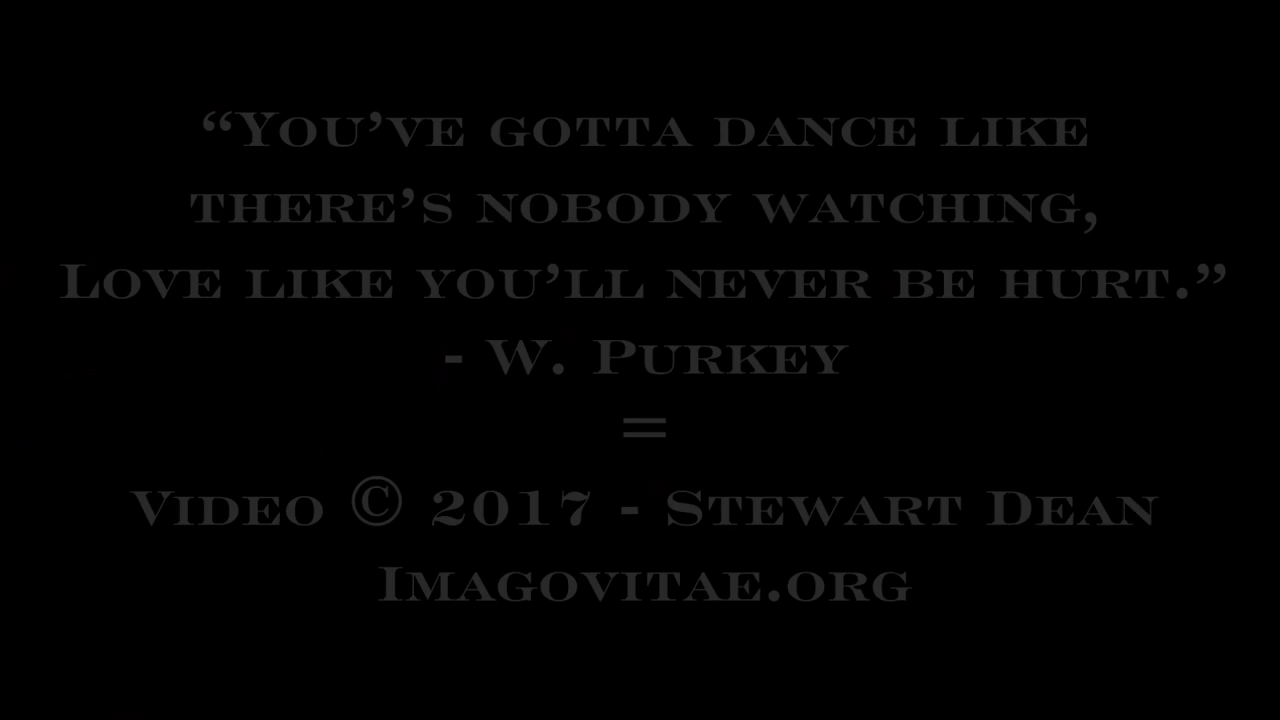 “You’ve gotta dance like
there’s nobody watching,
Love like you’ll never be hurt.”
- W. Purkey
=
Video © 2017 - Stewart Dean
Imagovitae.org